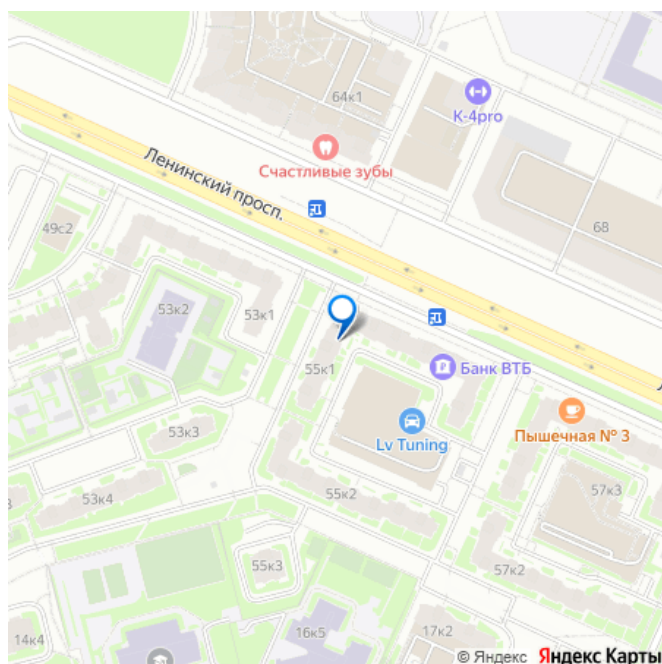 64к1
К-4pro
Счастливые зубы
Ленинский просп.
68
49с2
53к2
53к1
Банк ВТБ
55к1
Пышечная № 3
Lv Tuning
53к3
55к2
57к3
53к4
55к3
57к2
14к4
16к5
17к2
© Яндекс Яндекс Карты